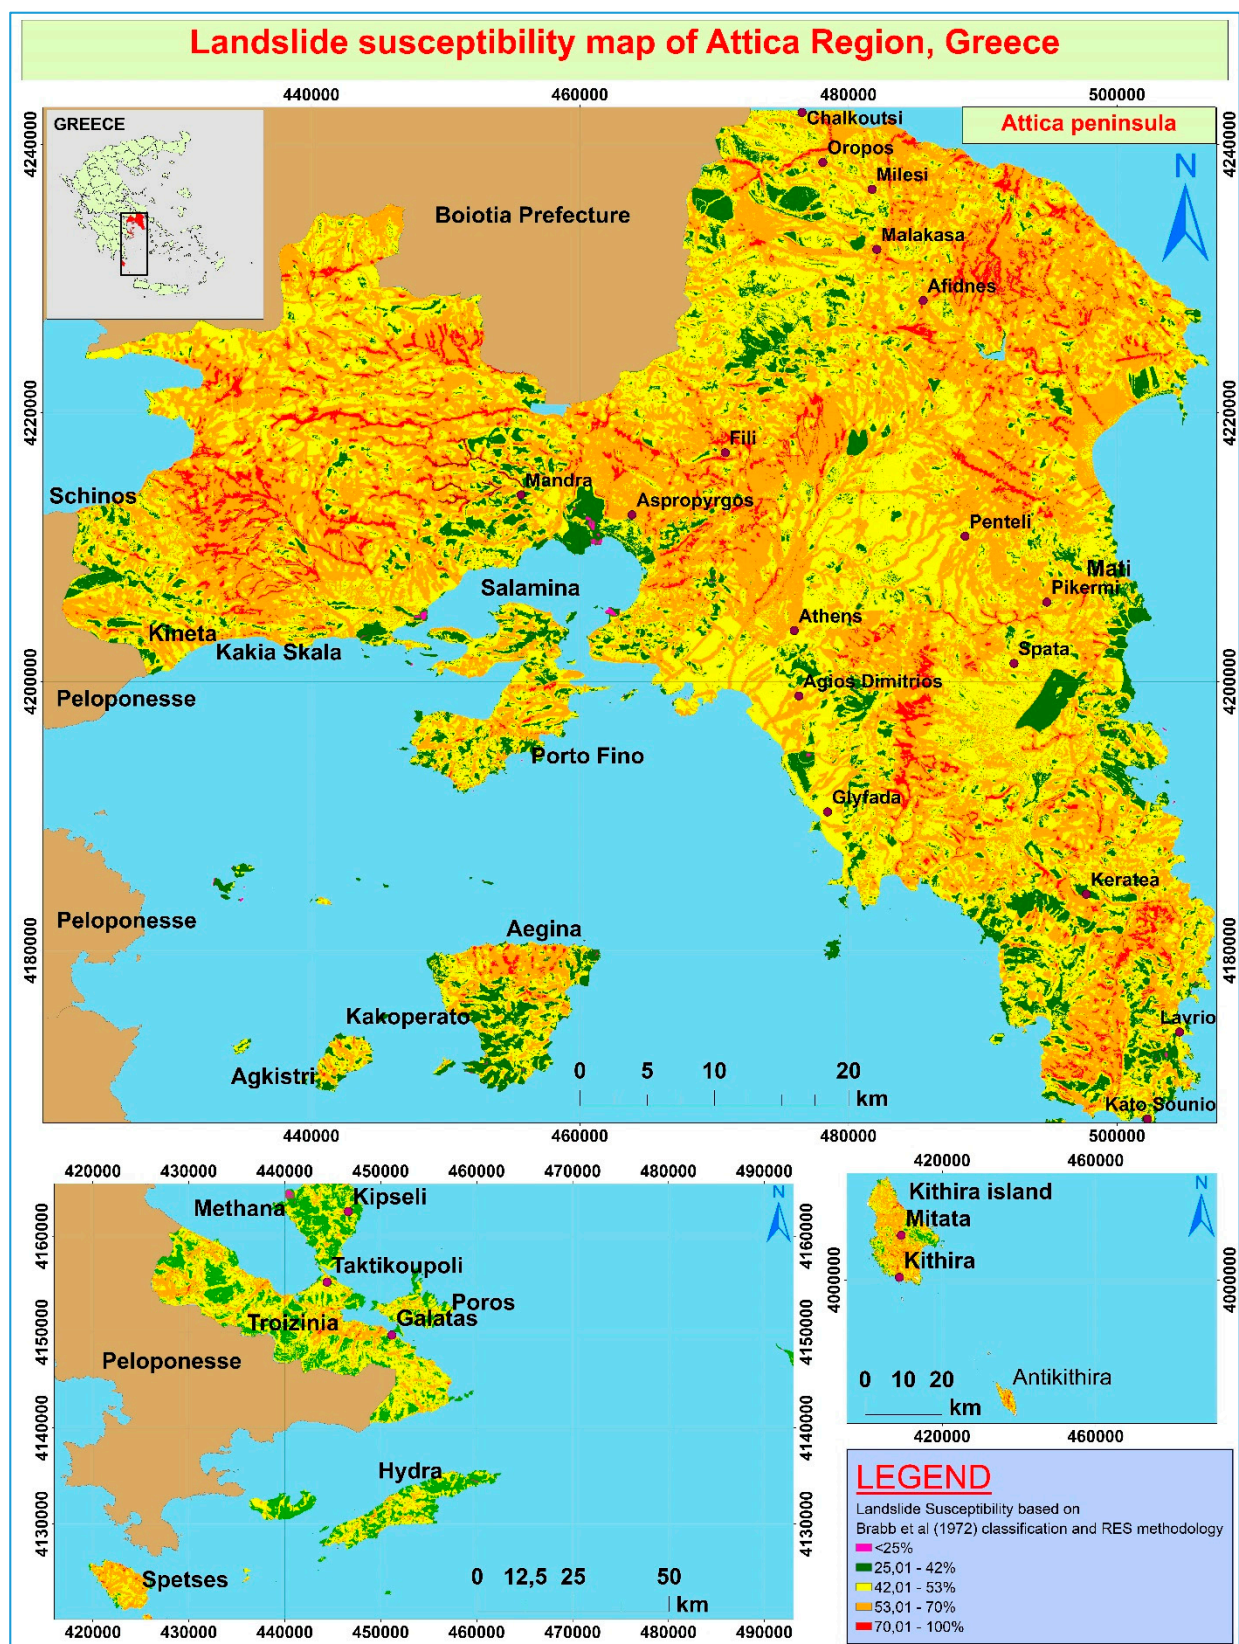 Landslide susceptibility map of Attica Region, Greece
440000 460000 480000 500000
GREECE
Attica peninsula
Chalkoutsi
4240000 4240000
Oropos
N
Milesi
Boiotia Prefecture
Malakasa
Afidnes
4220000 4220000
Fili
Mandra
Schinos
Aspropyrgos
Penteli
Mati
Salamina
Pikermi
Athens
Kineta
Kakia Skala
Spata
4200000 4200000
Agios Dimitrios
Peloponesse
Porto Fino
Glyfada
Keratea
Peloponesse
Aegina
4180000 4180000
Kakoperato
Lavrio
Agkistri
0 5 10 20
km
Kato Sounio
440000 460000 480000 500000
420000 430000 440000 450000 460000 470000 480000 490000
N
Methana
Kipseli
4160000 4160000
Taktikoupoli
Poros
Galatas
Troizinia
4150000 4150000
Peloponesse
4140000 4140000
Hydra
4130000 4130000
Spetses
0 12,5 25 50
km
420000 430000 440000 450000 460000 470000 480000 490000
420000 460000
N
Kithira island
Mitata
Kithira
4000000 4000000
Antikithira
0 10 20
km
420000 460000
LEGEND
Landslide Susceptibility based on
Brabb et al (1972) classification and RES methodology
<25%
25,01 - 42%
42,01 - 53%
53,01 - 70%
70,01 - 100%